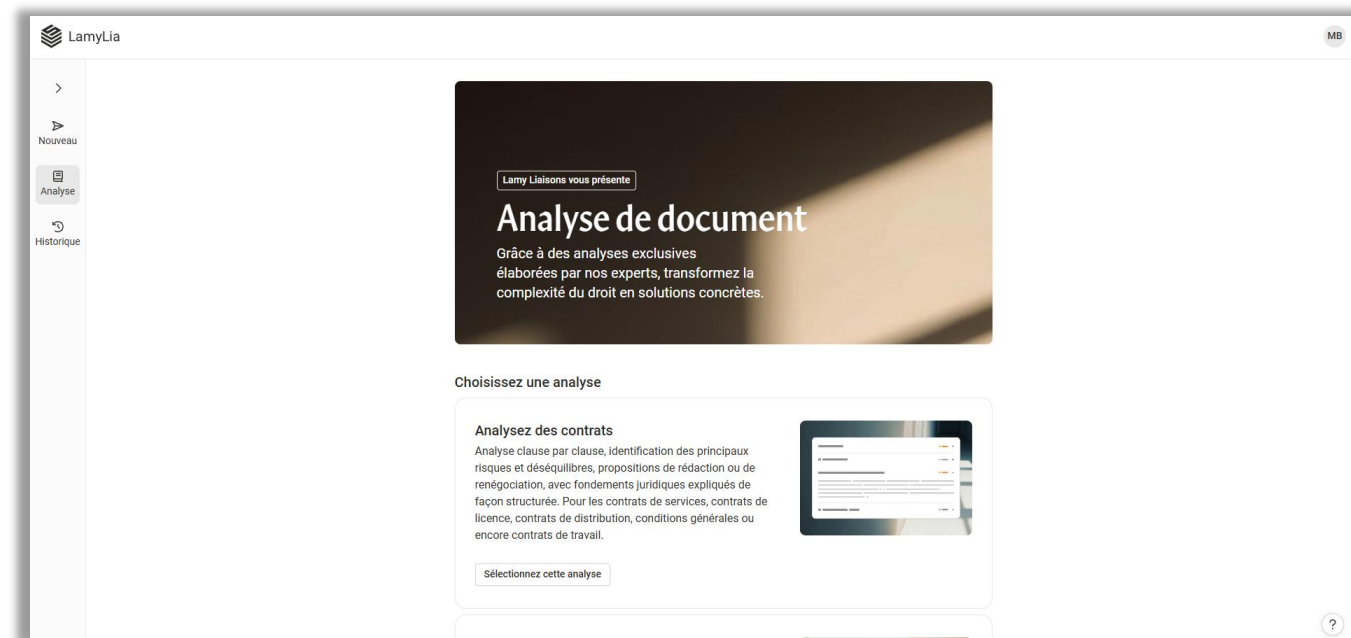 LamyLia
MB
Nouveau
Analyse
Historique
Lamy Liaisons vous présente
Analyse de document
Grâce à des analyses exclusives
élaborées par nos experts, transformez la
complexité du droit en solutions concrètes.
Choisissez une analyse
Analysez des contrats
Analyse clause par clause, identification des principaux
risques et déséquilibres, propositions de rédaction ou de
renégociation, avec fondements juridiques expliqués de
façon structurée. Pour les contrats de services, contrats de
licence, contrats de distribution, conditions générales ou
encore contrats de travail.
Sélectionnez cette analyse
?